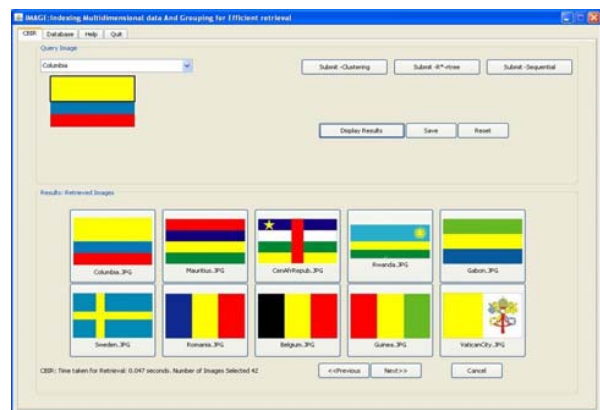 IMAGE:Indexing Multidimensional data And Grouping for Efficient retrieval
CBIR Database Help Quit
Query Image
Columbia
Submit -Clustering Submit -R*-rtree Submit -Sequential
Display Results Save Reset
Results: Retrieved Images
Columbia.JPG Mauritius.JPG CenAfrRepub.JPG Rwanda.JPG Gabon.JPG
Sweden.JPG Romania.JPG Belgium.JPG Guinea.JPG VaticanCity.JPG
CBIR: Time taken for Retrieval: 0.047 seconds. Number of Images Selected 42
<<Previous Next>> Cancel